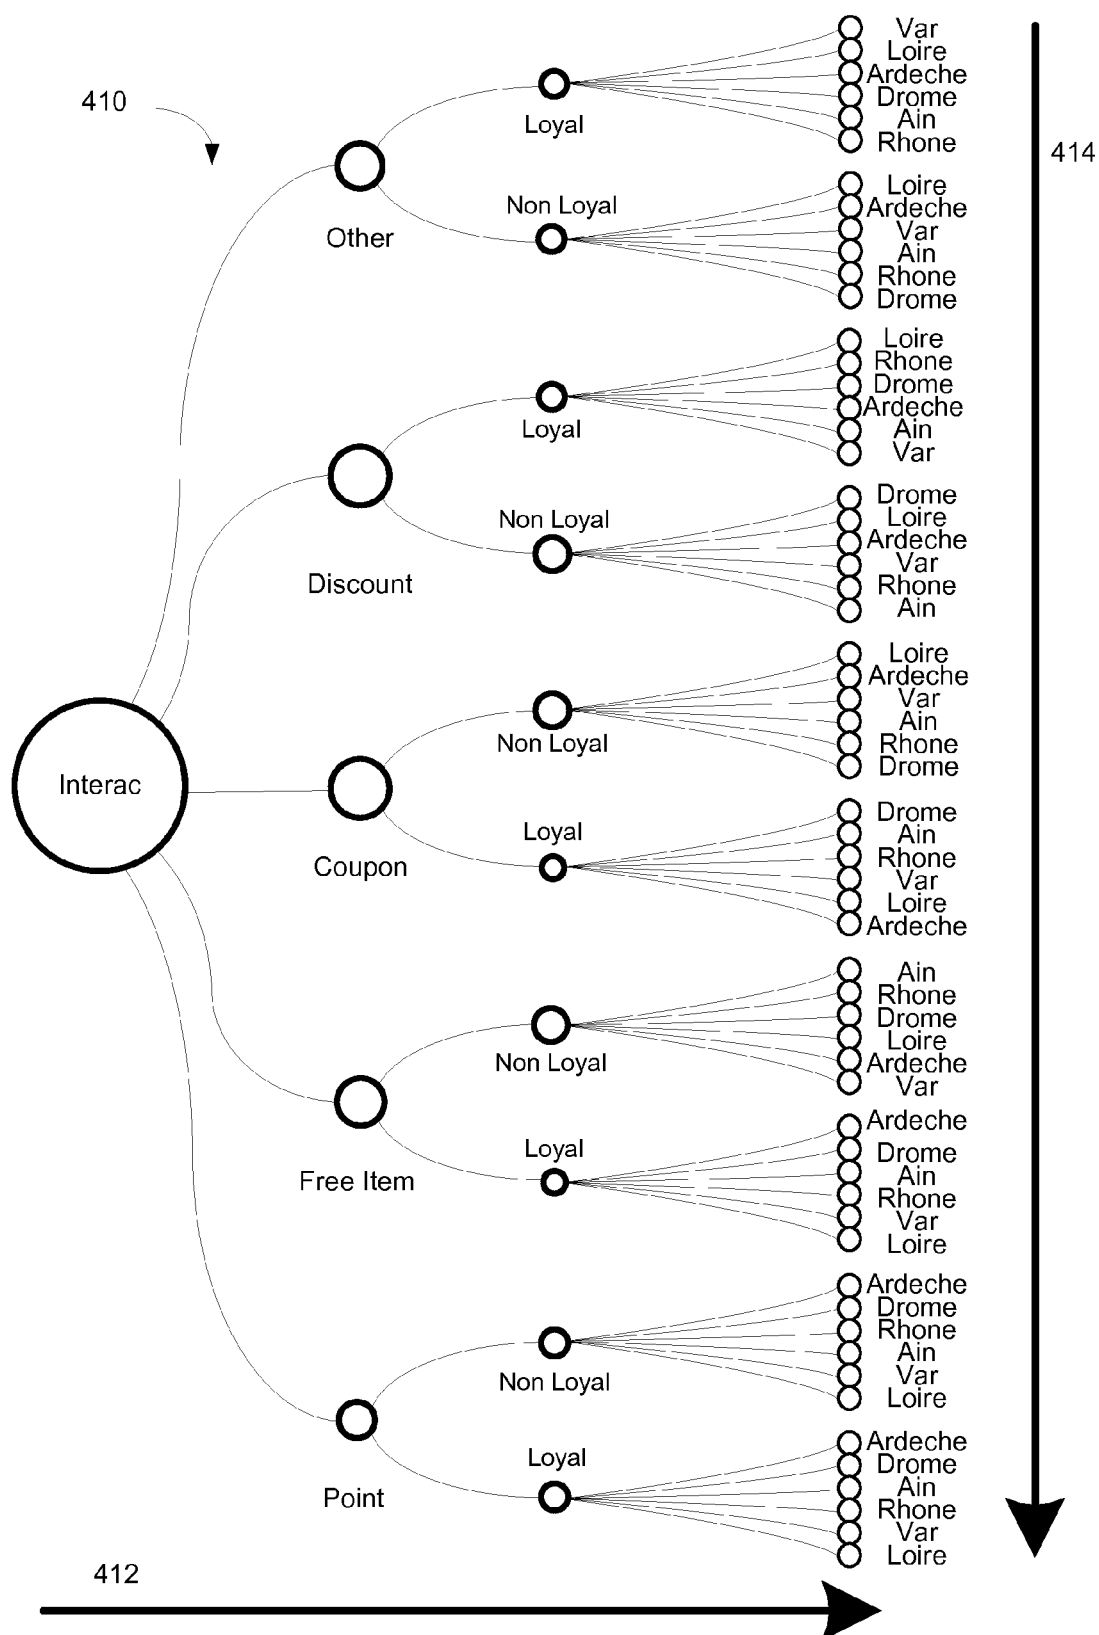 Var
Loire
Ardeche
Drome
Ain
Rhone
410
Loyal
414
Other
Non Loyal
Loire
Ardeche
Var
Ain
Rhone
Drome
Loire
Rhone
Drome
Ardeche
Ain
Var
Loyal
Discount
Non Loyal
Drome
Loire
Ardeche
Var
Rhone
Ain
Interac
Loire
Ardeche
Var
Ain
Rhone
Drome
Non Loyal
Coupon
Loyal
Drome
Ain
Rhone
Var
Loire
Ardeche
Ain
Rhone
Drome
Loire
Ardeche
Var
Non Loyal
Free Item
Loyal
Ardeche
Drome
Ain
Rhone
Var
Loire
Ardeche
Drome
Rhone
Ain
Var
Loire
Non Loyal
Point
Loyal
Ardeche
Drome
Ain
Rhone
Var
Loire
412